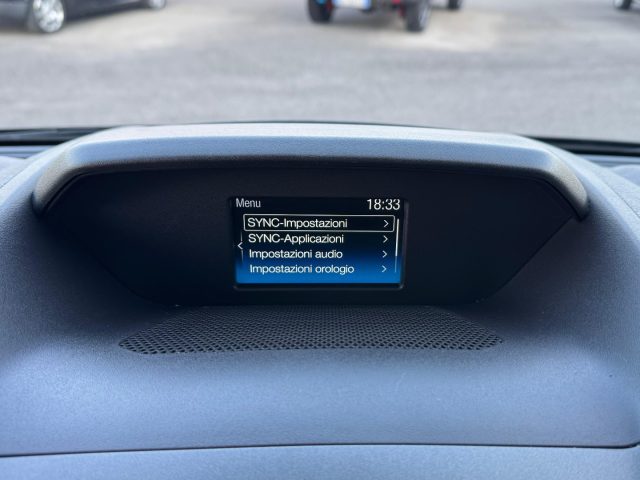 Menu 18:33
SYNC-Impostazioni >
SYNC-Applicazioni >
Impostazioni audio >
Impostazioni orologio >